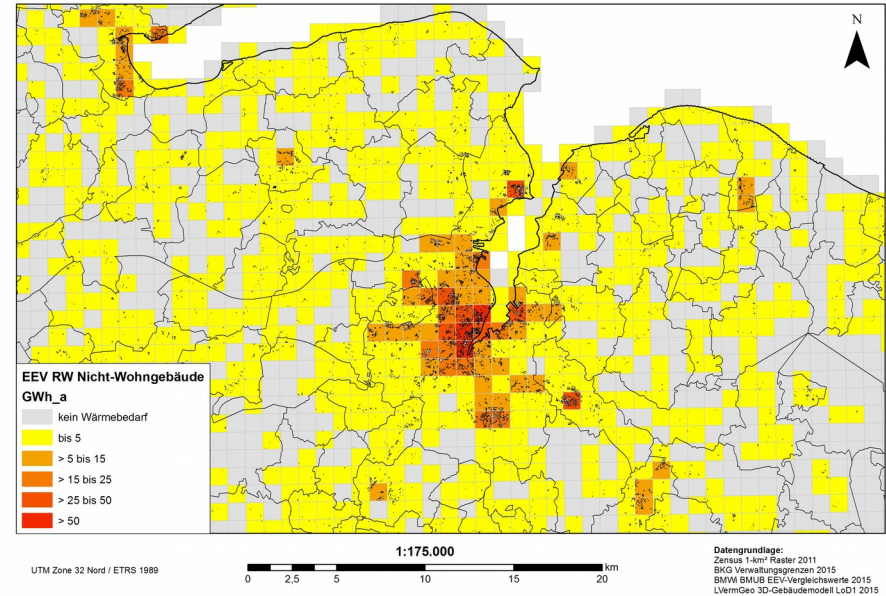 N
EEV RW Nicht-Wohngebäude
GWh_a
kein Wärmebedarf
bis 5
> 5 bis 15
> 15 bis 25
> 25 bis 50
> 50
UTM Zone 32 Nord / ETRS 1989
1:175.000
0 2,5 5 10 15 20
km
Datengrundlage:
Zensus 1-km² Raster 2011
BKG Verwaltungsgrenzen 2015
BMWi BMUB EEV-Vergleichswerte 2015
LVermGeo 3D-Gebäudemodell LoD1 2015